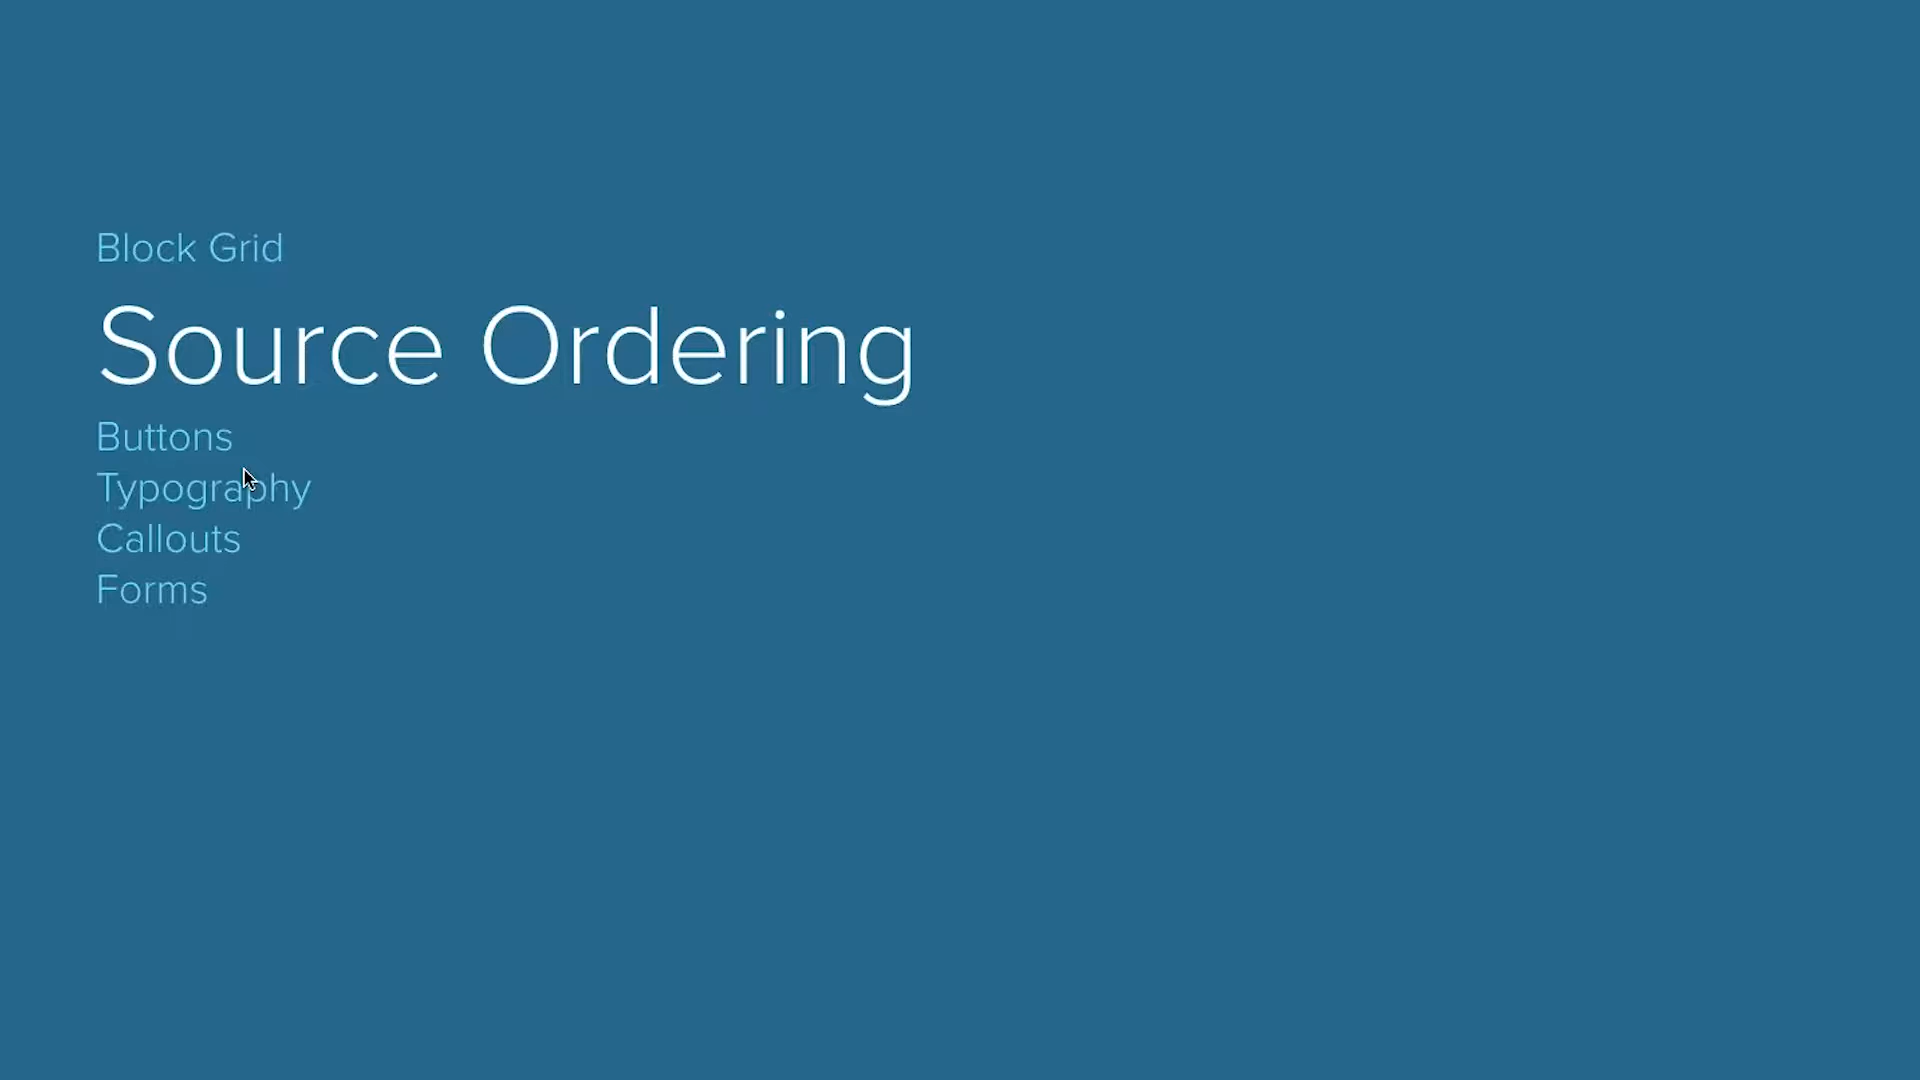 Block Grid
Source Ordering
Buttons
Typography
Callouts
Forms